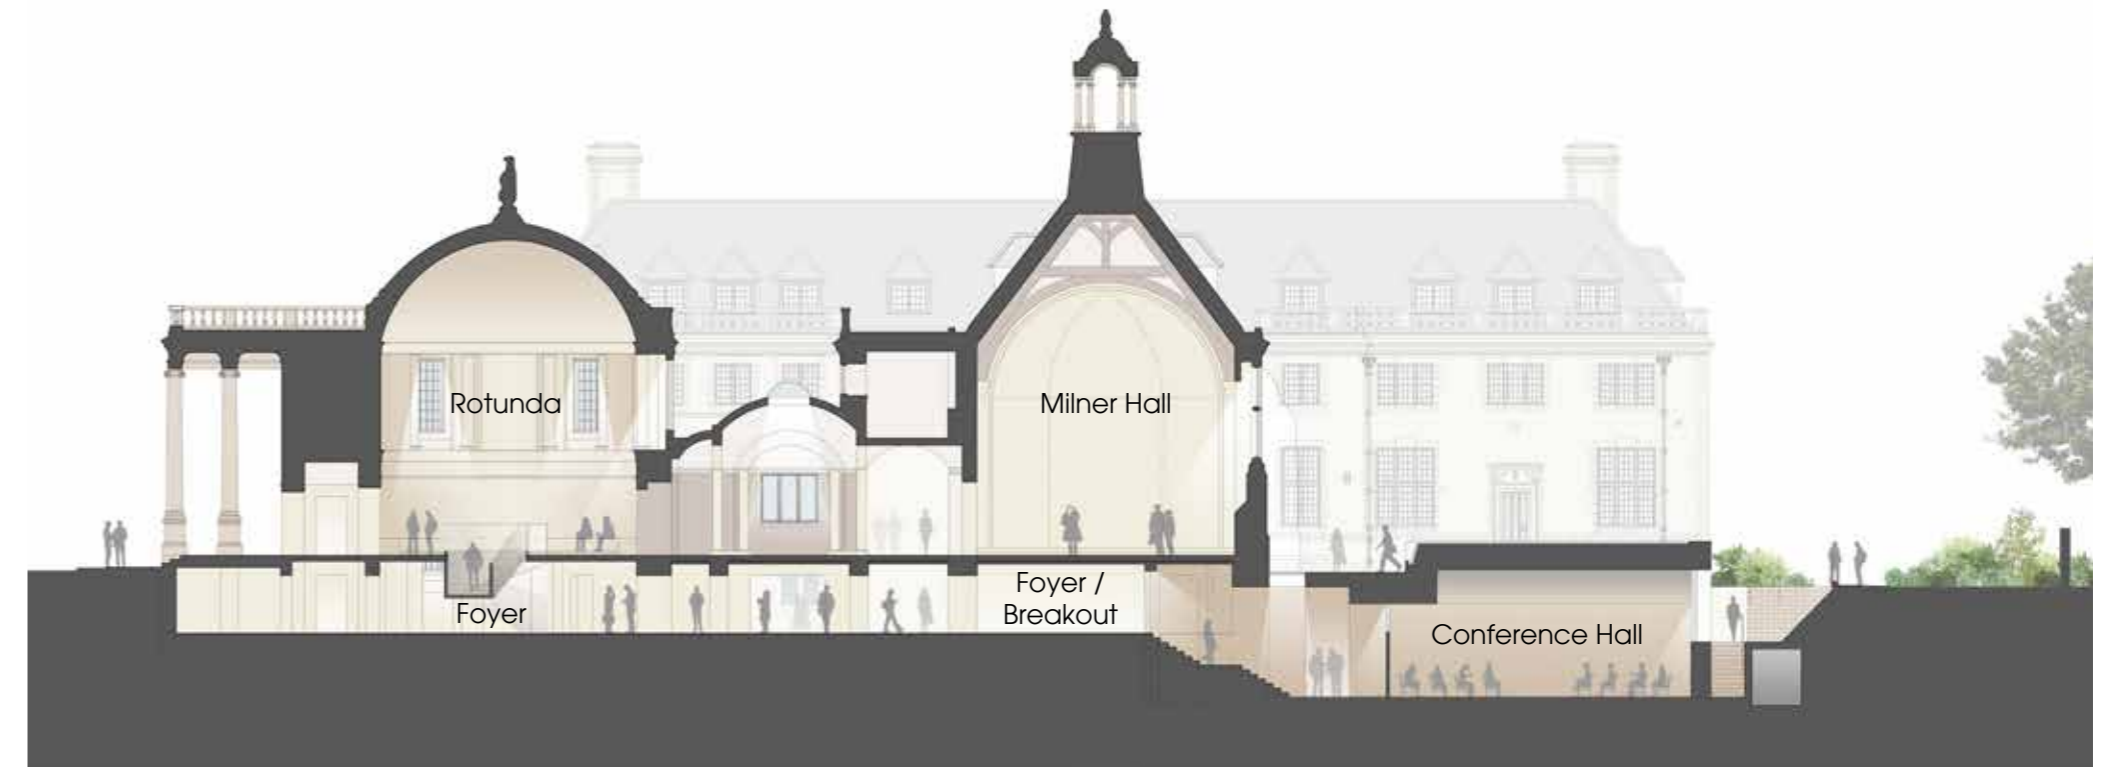 Rotunda
Milner Hall
Foyer
Foyer /
Breakout
Conference Hall